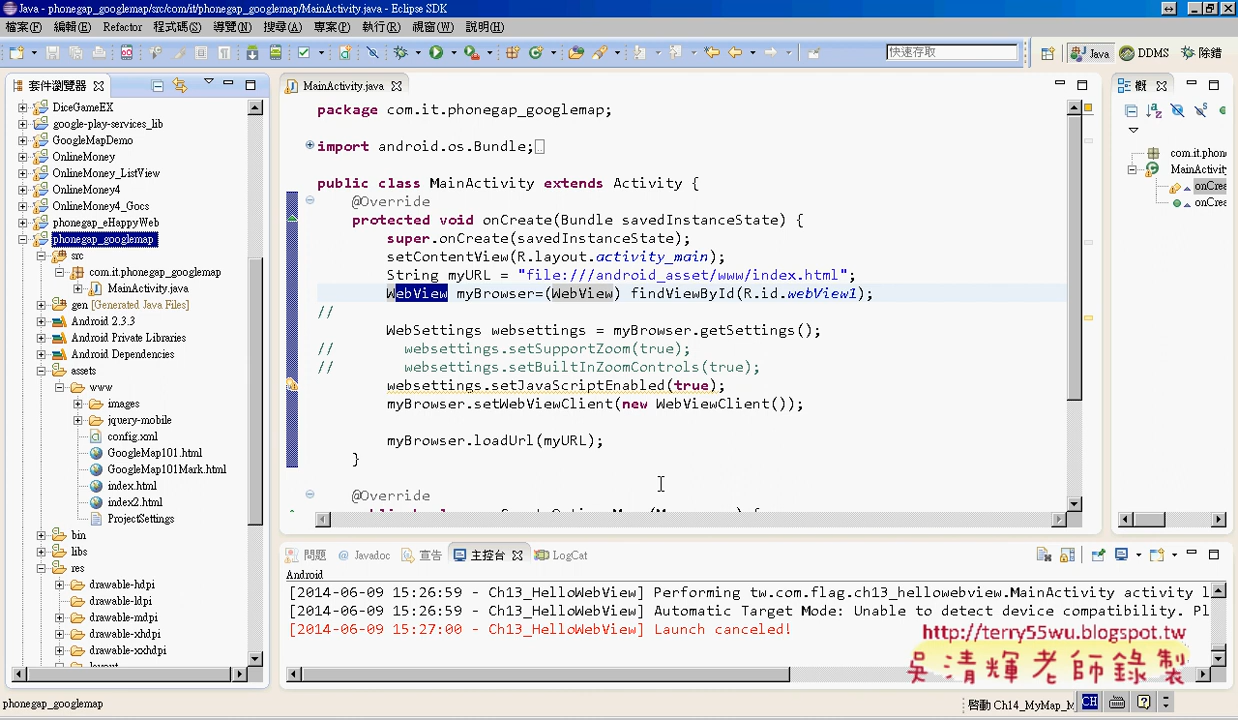 Java - phonegap_googlemap/src/com/it/phonegap_googlemap/MainActivity.java - Eclipse SDK
檔案(F) 編輯(E) Refactor 程式碼(S) 導覽(N) 搜尋(A) 專案(P) 執行(R) 視窗(W) 說明(H)
快速存取 Java DDMS 除錯
套件瀏覽器
DiceGameEX
google-play-services_lib
GoogleMapDemo
OnlineMoney
OnlineMoney_ListView
OnlineMoney4
OnlineMoney4_Gocs
phonegap_eHappyWeb
phonegap_googlemap
src
com.it.phonegap_googlemap
MainActivity.java
gen [Generated Java Files]
Android 2.3.3
Android Private Libraries
Android Dependencies
assets
www
images
jquery-mobile
config.xml
GoogleMap101.html
GoogleMap101Mark.html
index.html
index2.html
ProjectSettings
bin
libs
res
drawable-hdpi
drawable-ldpi
drawable-mdpi
drawable-xhdpi
drawable-xxhdpi
MainActivity.java
package com.it.phonegap_googlemap;
import android.os.Bundle;
public class MainActivity extends Activity {
@Override
protected void onCreate(Bundle savedInstanceState) {
super.onCreate(savedInstanceState);
setContentView(R.layout.activity_main);
String myURL = "file:///android_asset/www/index.html";
WebView myBrowser=(WebView) findViewById(R.id.webView1);
//
WebSettings websettings = myBrowser.getSettings();
// websettings.setSupportZoom(true);
// websettings.setBuiltInZoomControls(true);
websettings.setJavaScriptEnabled(true);
myBrowser.setWebViewClient(new WebViewClient());
myBrowser.loadUrl(myURL);
}
@Override
概
com.it.phon
MainActivity
onCrea
onCrea
問題 Javadoc 宣告 主控台 LogCat
Android
[2014-06-09 15:26:59 - Ch13_HelloWebView] Performing tw.com.flag.ch13_hellowebview.MainActivity activity l
[2014-06-09 15:26:59 - Ch13_HelloWebView] Automatic Target Mode: Unable to detect device compatibility. Pl
[2014-06-09 15:27:00 - Ch13_HelloWebView] Launch canceled!
http://terry55wu.blogspot.tw
吳清輝老師錄製
phonegap_googlemap
啟動 Ch14_MyMap_M
CH